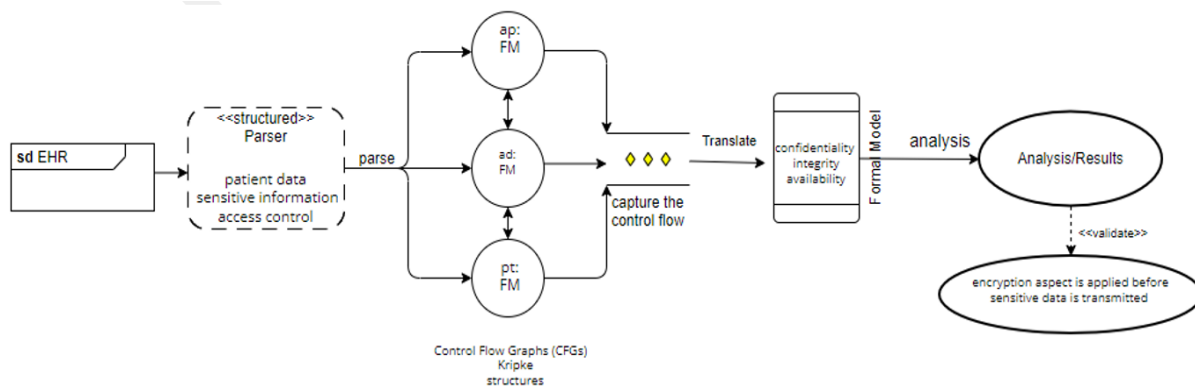 sd EHR
<<structured>>
Parser
patient data
sensitive information
access control
parse
ap:
FM
ad:
FM
pt:
FM
Control Flow Graphs (CFGs)
Kripke
structures
capture the
control flow
Translate
confidentiality
integrity
availability
Formal Model
analysis
Analysis/Results
<<validate>>
encryption aspect is applied before
sensitive data is transmitted